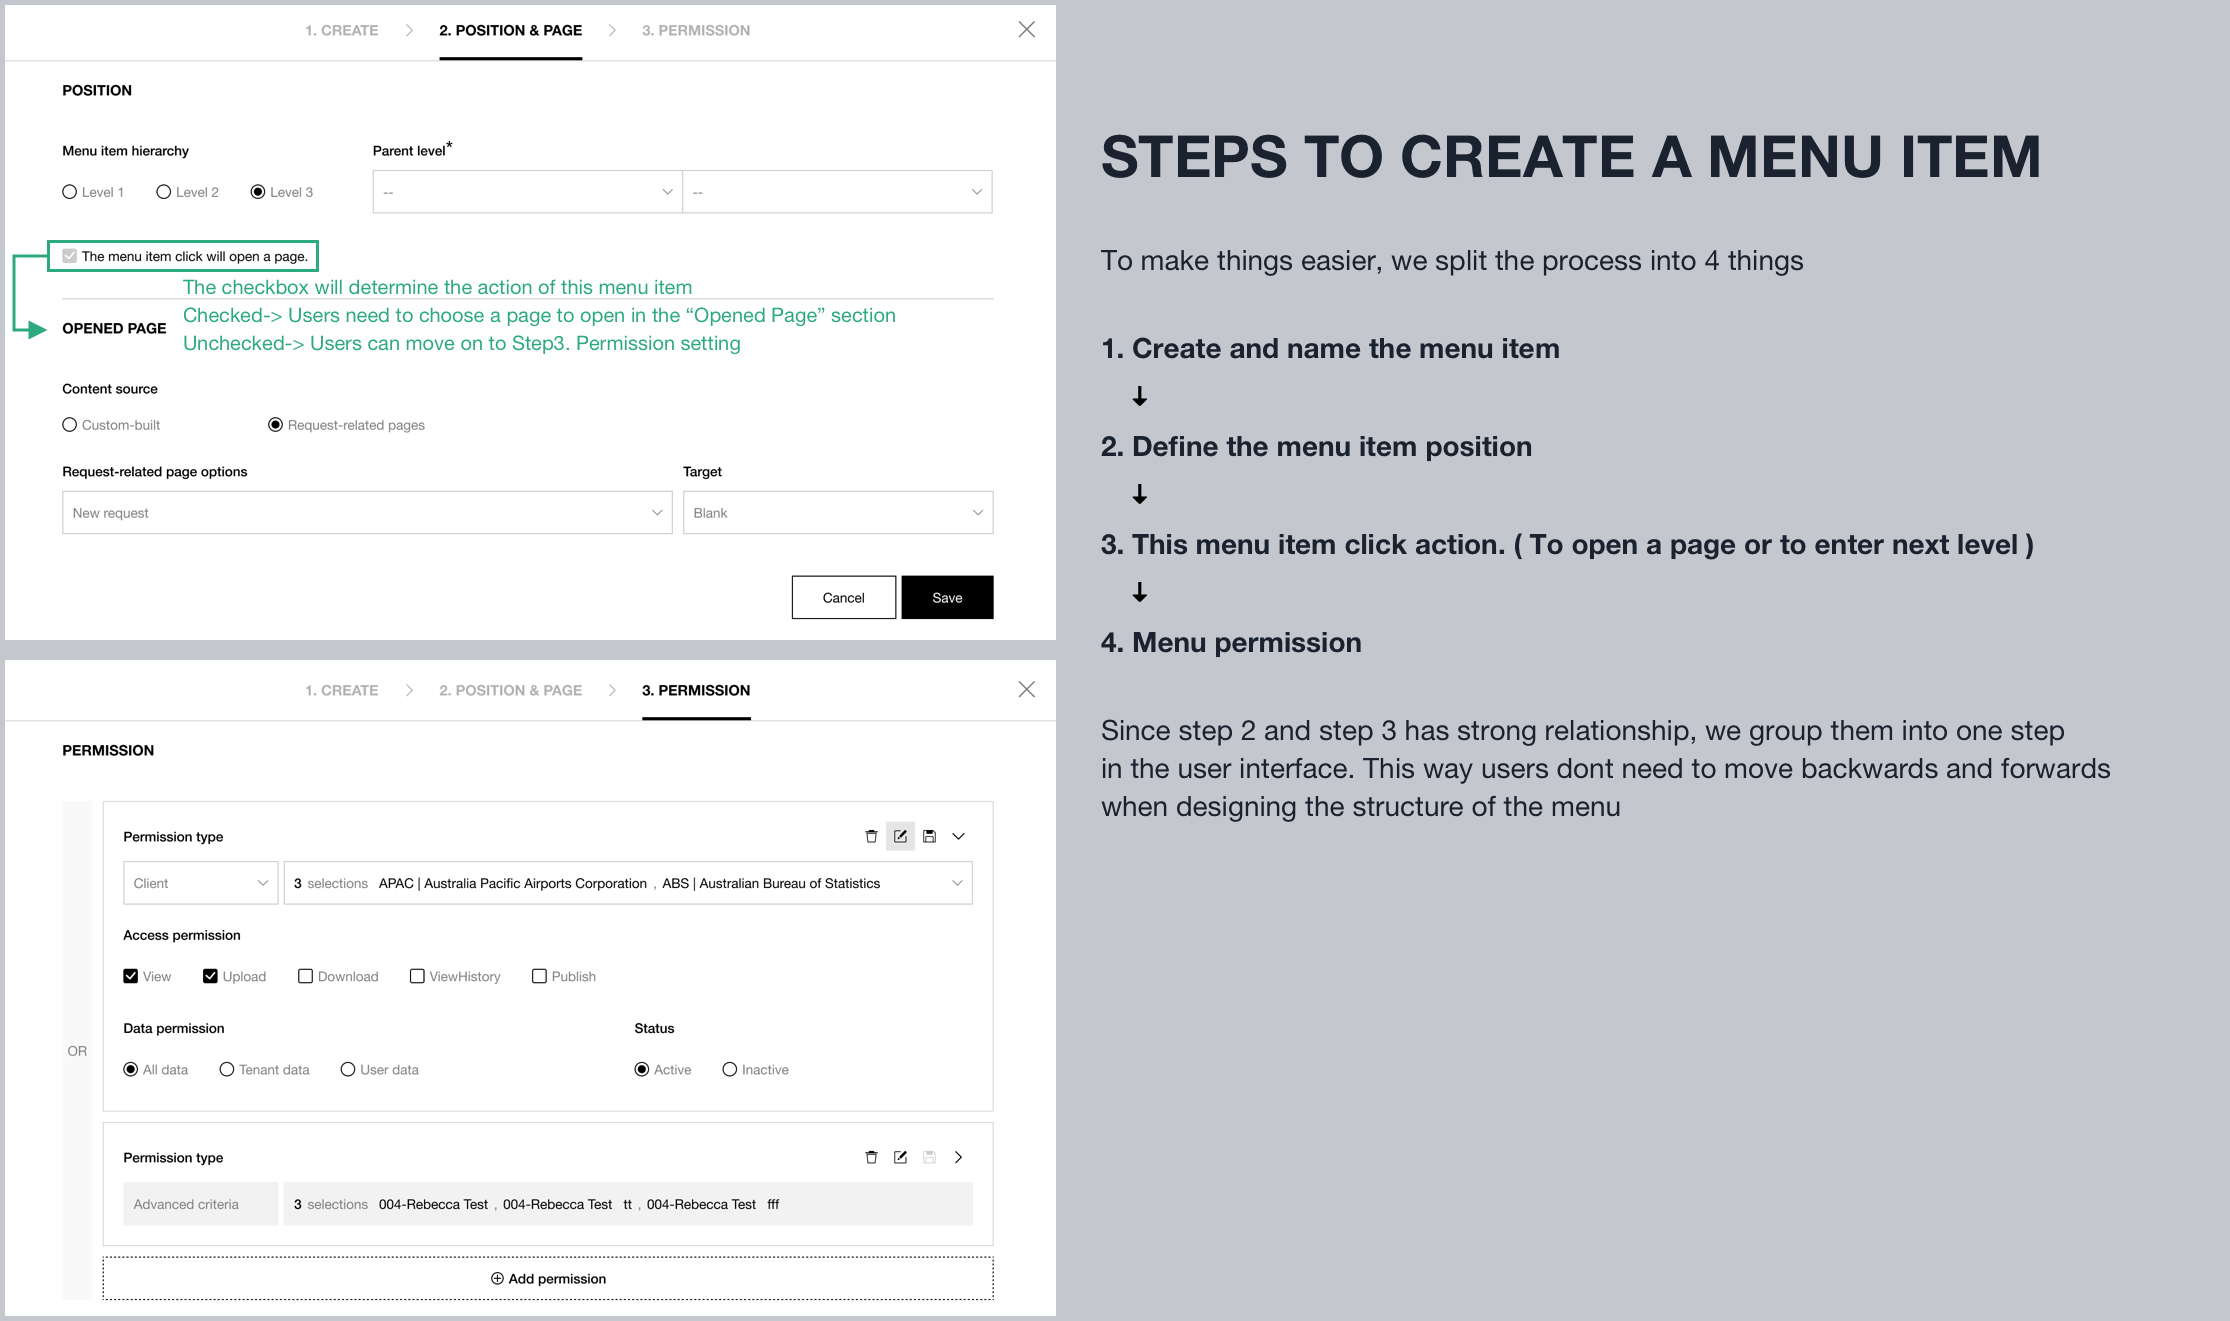 1. CREATE 2. POSITION & PAGE 3. PERMISSION
POSITION
Menu item hierarchy
Level 1 Level 2 Level 3
Parent level*
-- --
The menu item click will open a page.
The checkbox will determine the action of this menu item
Checked-> Users need to choose a page to open in the “Opened Page” section
Unchecked-> Users can move on to Step3. Permission setting
OPENED PAGE
Content source
Custom-built Request-related pages
Request-related page options
New request
Target
Blank
Cancel Save
1. CREATE 2. POSITION & PAGE 3. PERMISSION
PERMISSION
OR
Permission type
Client
3 selections APAC | Australia Pacific Airports Corporation , ABS | Australian Bureau of Statistics
Access permission
View Upload Download ViewHistory Publish
Data permission
All data Tenant data User data
Status
Active Inactive
Permission type
Advanced criteria
3 selections 004-Rebecca Test , 004-Rebecca Test tt , 004-Rebecca Test fff
Add permission
STEPS TO CREATE A MENU ITEM
To make things easier, we split the process into 4 things
1. Create and name the menu item
↓
2. Define the menu item position
↓
3. This menu item click action. ( To open a page or to enter next level )
↓
4. Menu permission
Since step 2 and step 3 has strong relationship, we group them into one step
in the user interface. This way users dont need to move backwards and forwards
when designing the structure of the menu